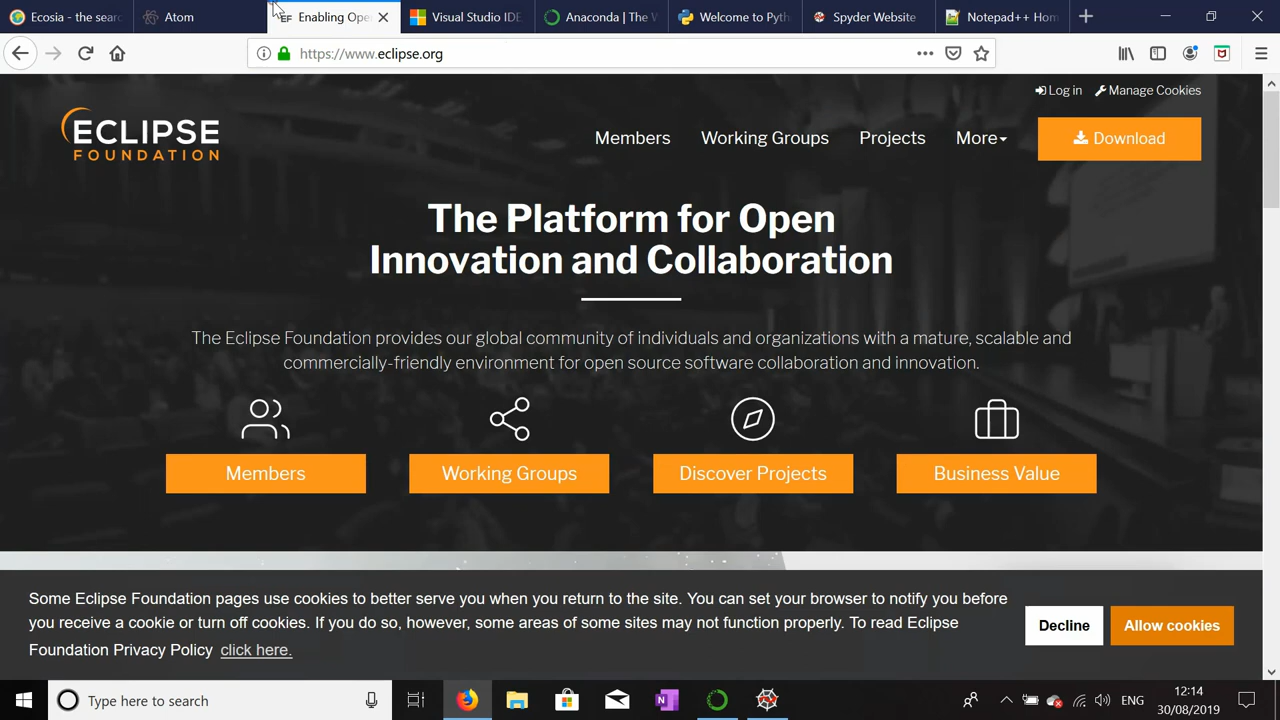 Ecosia - the searc
Atom
EF Enabling Ope
Visual Studio IDE
Anaconda | The W
Welcome to Pyth
Spyder Website
Notepad++ Hom
https://www.eclipse.org
Log in
Manage Cookies
ECLIPSE
FOUNDATION
Members
Working Groups
Projects
More
Download
The Platform for Open
Innovation and Collaboration
The Eclipse Foundation provides our global community of individuals and organizations with a mature, scalable and
commercially-friendly environment for open source software collaboration and innovation.
Members
Working Groups
Discover Projects
Business Value
Some Eclipse Foundation pages use cookies to better serve you when you return to the site. You can set your browser to notify you before
you receive a cookie or turn off cookies. If you do so, however, some areas of some sites may not function properly. To read Eclipse
Foundation Privacy Policy click here.
Decline
Allow cookies
Type here to search
ENG
12:14
30/08/2019